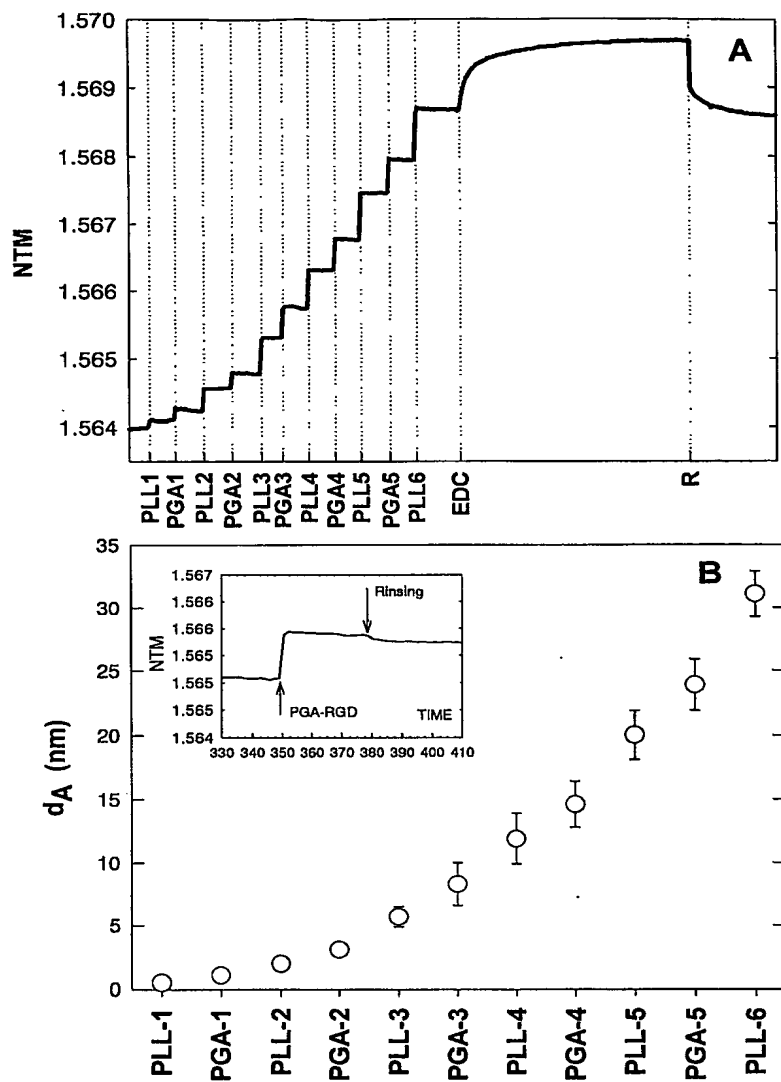 A
1.570
1.569
1.568
1.567
1.566
1.565
1.564
NTM
PLL1
PGA1
PLL2
PGA2
PLL3
PGA3
PLL4
PGA4
PLL5
PGA5
PLL6
EDC
R
B
35
30
25
20
15
10
5
0
dA (nm)
1.567
1.566
1.566
1.565
1.565
1.564
NTM
Rinsing
PGA-RGD
TIME
330 340 350 360 370 380 390 400 410
PLL-1
PGA-1
PLL-2
PGA-2
PLL-3
PGA-3
PLL-4
PGA-4
PLL-5
PGA-5
PLL-6